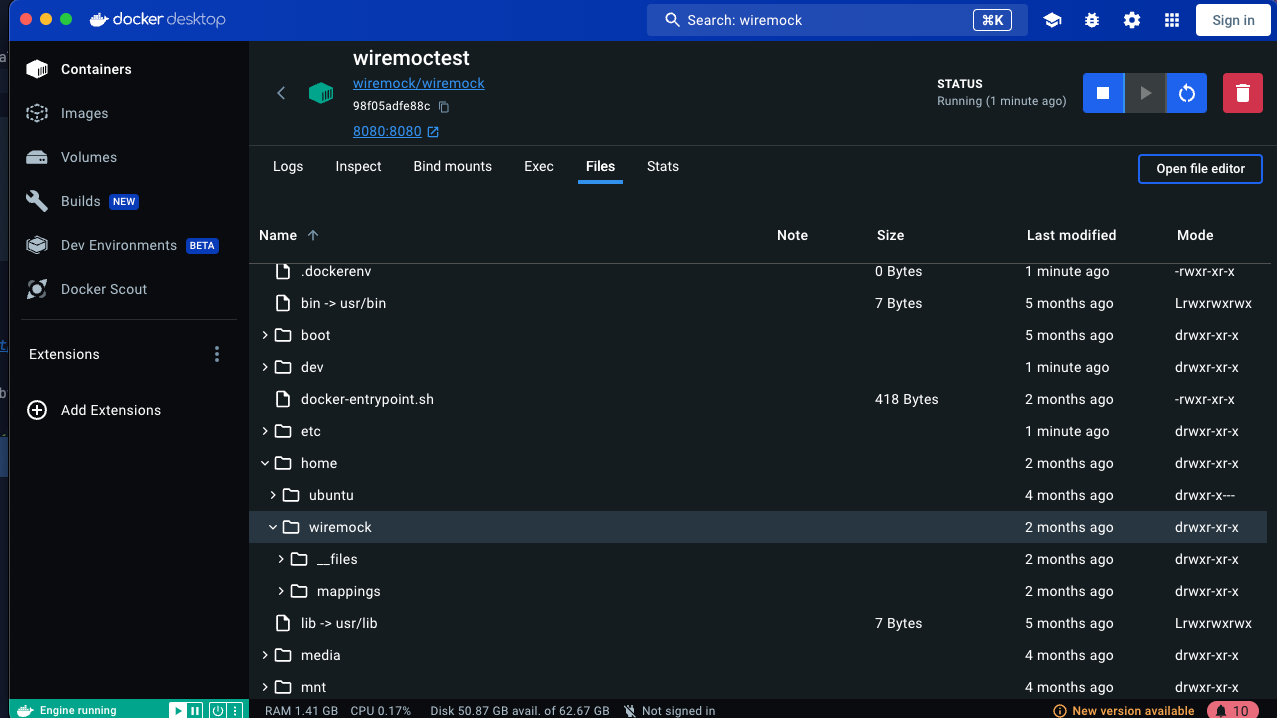 docker desktop
Search: wiremock
⌘K
Sign in
Containers
Images
Volumes
Builds NEW
Dev Environments BETA
Docker Scout
Extensions
Add Extensions
wiremoctest
wiremock/wiremock
98f05adfe88c
8080:8080
STATUS
Running (1 minute ago)
Logs Inspect Bind mounts Exec Files Stats
Open file editor
Name Note Size Last modified Mode
.dockerenv 0 Bytes 1 minute ago -rwxr-xr-x
bin -> usr/bin 7 Bytes 5 months ago Lrwxrwxrwx
boot 5 months ago drwxr-xr-x
dev 1 minute ago drwxr-xr-x
docker-entrypoint.sh 418 Bytes 2 months ago -rwxr-xr-x
etc 1 minute ago drwxr-xr-x
home 2 months ago drwxr-xr-x
ubuntu 4 months ago drwxr-x---
wiremock 2 months ago drwxr-xr-x
__files 2 months ago drwxr-xr-x
mappings 2 months ago drwxr-xr-x
lib -> usr/lib 7 Bytes 5 months ago Lrwxrwxrwx
media 4 months ago drwxr-xr-x
mnt 4 months ago drwxr-xr-x
Engine running
RAM 1.41 GB CPU 0.17% Disk 50.87 GB avail. of 62.67 GB Not signed in
New version available
10